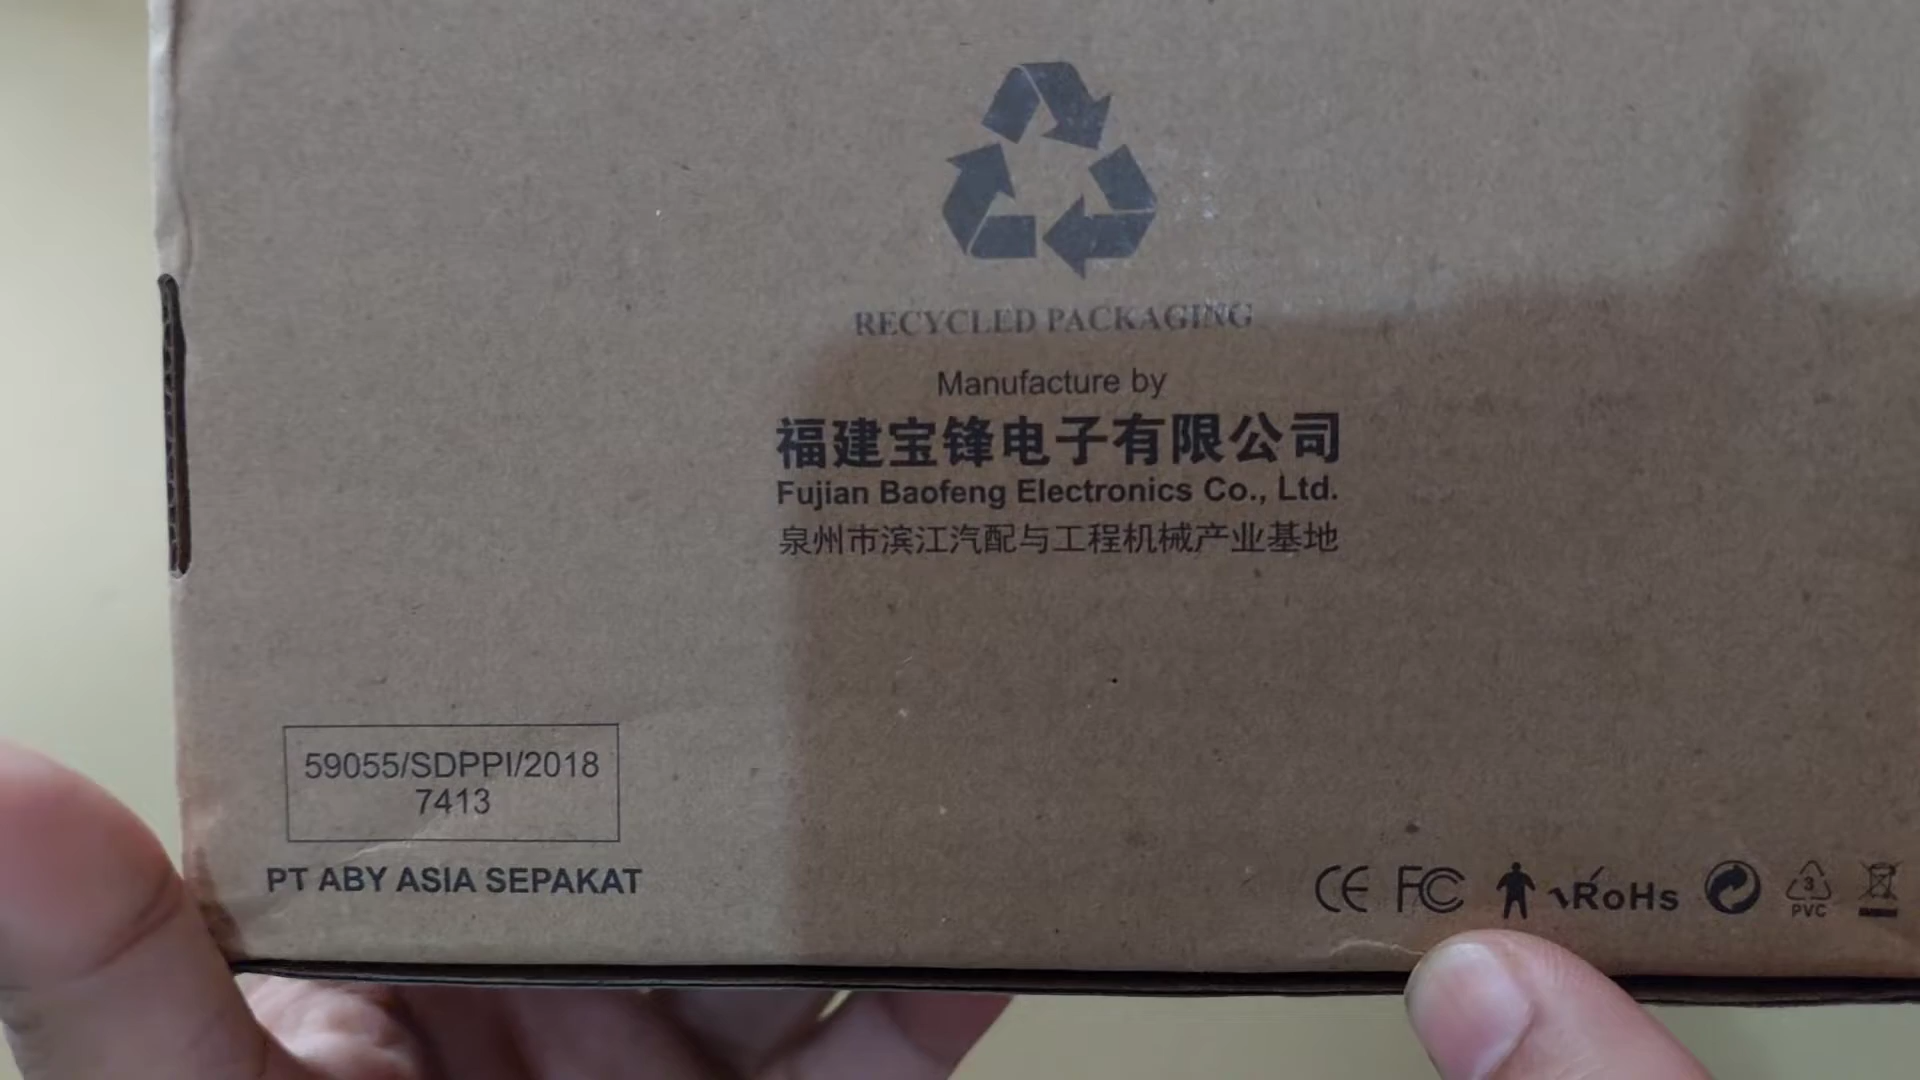 RECYCLED PACKAGING
Manufacture by
福建宝锋电子有限公司
Fujian Baofeng Electronics Co., Ltd.
泉州市滨江汽配与工程机械产业基地
59055/SDPPI/2018
7413
PT ABY ASIA SEPAKAT
CE FC RoHs 3
PVC